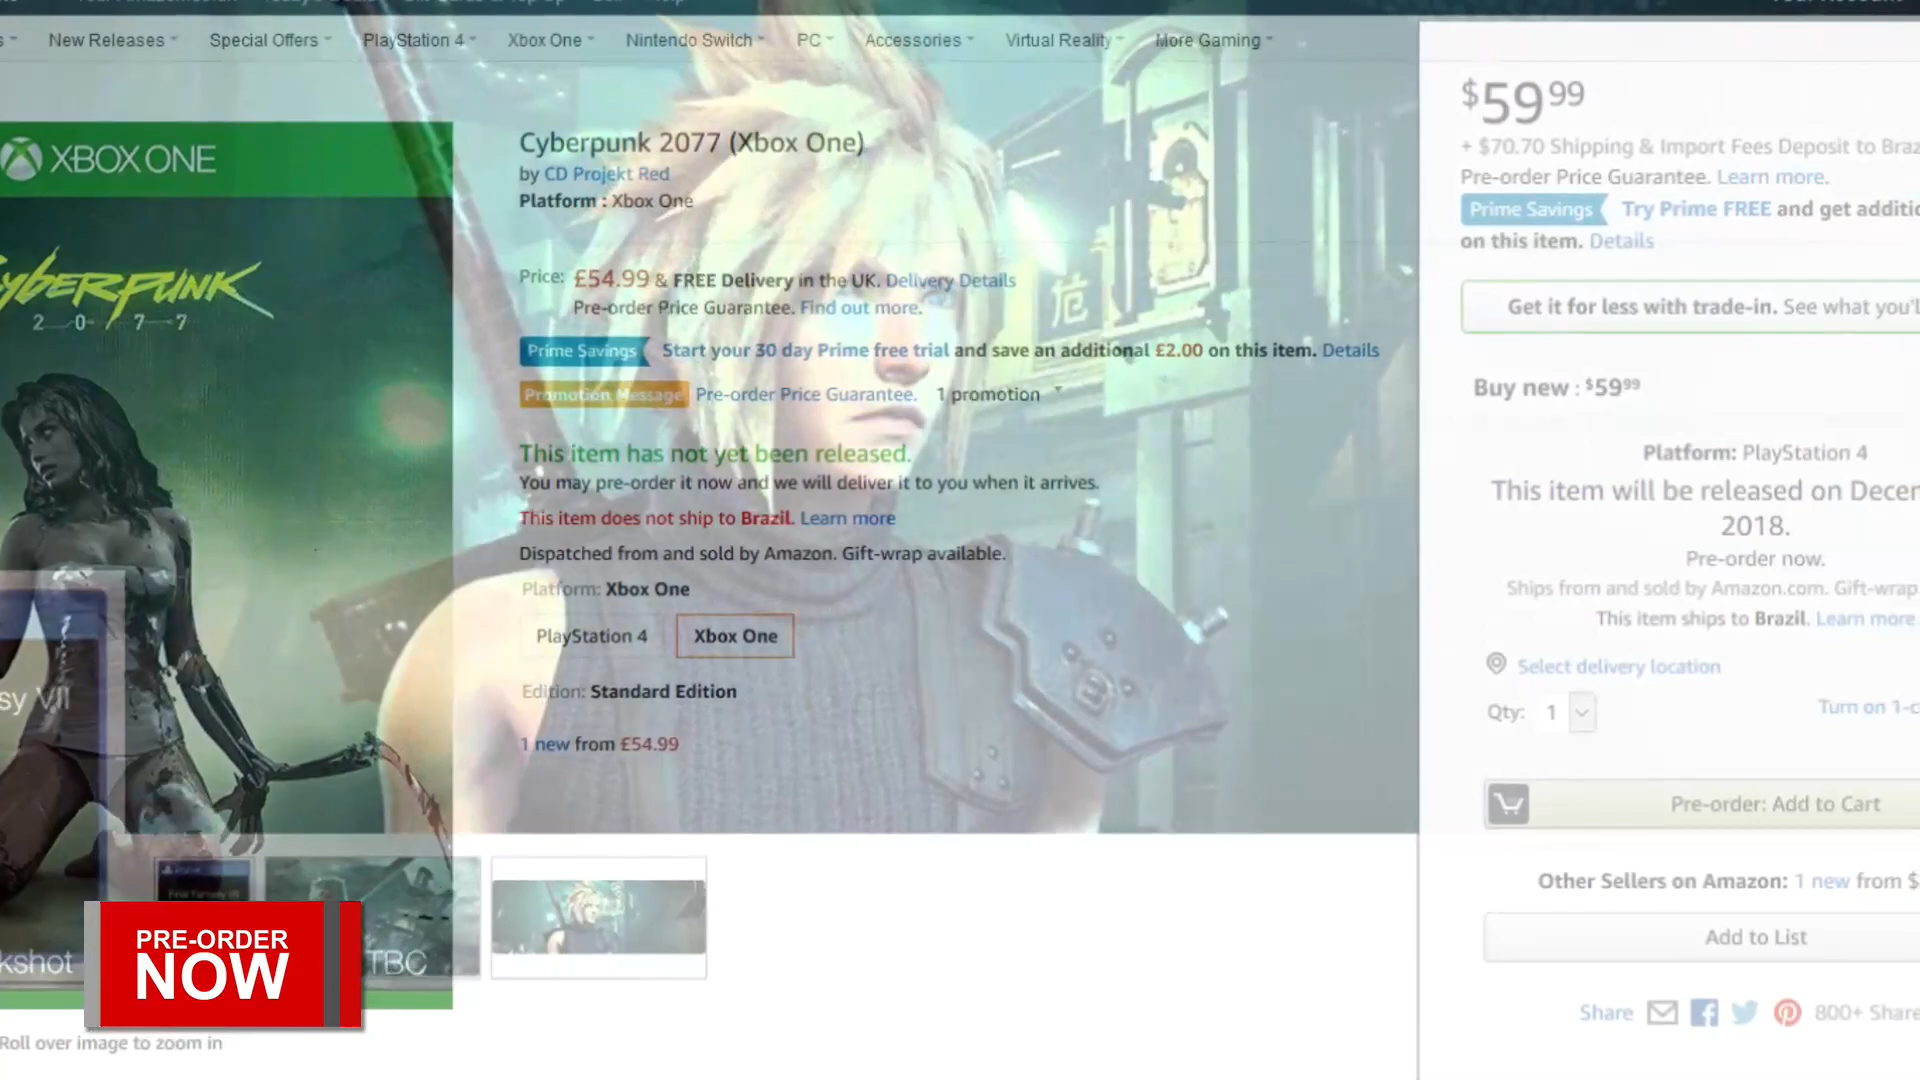 New Releases
Special Offers
PlayStation 4
Xbox One
Nintendo Switch
PC
Accessories
Virtual Reality
More Gaming
XBOX ONE
CYBERPUNK
2077
Cyberpunk 2077 (Xbox One)
by CD Projekt Red
Platform : Xbox One
Price: £54.99 & FREE Delivery in the UK. Delivery Details
Pre-order Price Guarantee. Find out more.
Prime Savings Start your 30 day Prime free trial and save an additional £2.00 on this item. Details
Promotion Message Pre-order Price Guarantee. 1 promotion
This item has not yet been released.
You may pre-order it now and we will deliver it to you when it arrives.
This item does not ship to Brazil. Learn more
Dispatched from and sold by Amazon. Gift-wrap available.
Platform: Xbox One
PlayStation 4
Xbox One
Edition: Standard Edition
1 new from £54.99
危
sy VII
kshot
TBC
PRE-ORDER
NOW
Roll over image to zoom in
$59 99
+ $70.70 Shipping & Import Fees Deposit to Braz
Pre-order Price Guarantee. Learn more.
Prime Savings Try Prime FREE and get additio
on this item. Details
Get it for less with trade-in. See what you'l
Buy new : $59 99
Platform: PlayStation 4
This item will be released on Decem
2018.
Pre-order now.
Ships from and sold by Amazon.com. Gift-wrap
This item ships to Brazil. Learn more
Select delivery location
Qty: 1
Turn on 1-c
Pre-order: Add to Cart
Other Sellers on Amazon: 1 new from $
Add to List
Share
800+ Share